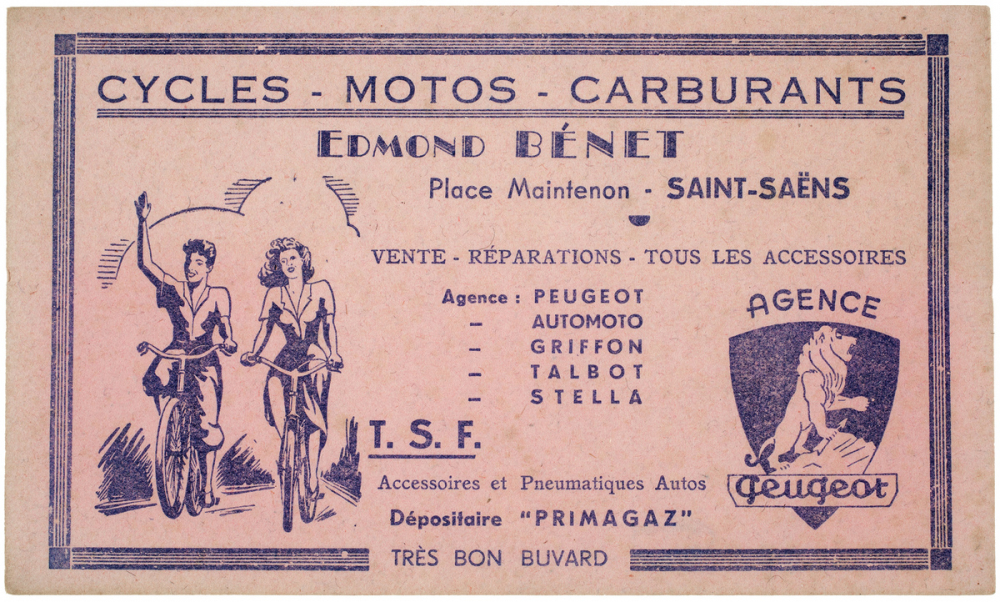 CYCLES - MOTOS - CARBURANTS
EDMOND BÉNET
Place Maintenon - SAINT-SAËNS
VENTE - RÉPARATIONS - TOUS LES ACCESSOIRES
Agence : PEUGEOT
– AUTOMOTO
– GRIFFON
– TALBOT
– STELLA
AGENCE
Peugeot
T. S. F.
Accessoires et Pneumatiques Autos
Dépositaire "PRIMAGAZ"
TRÈS BON BUVARD